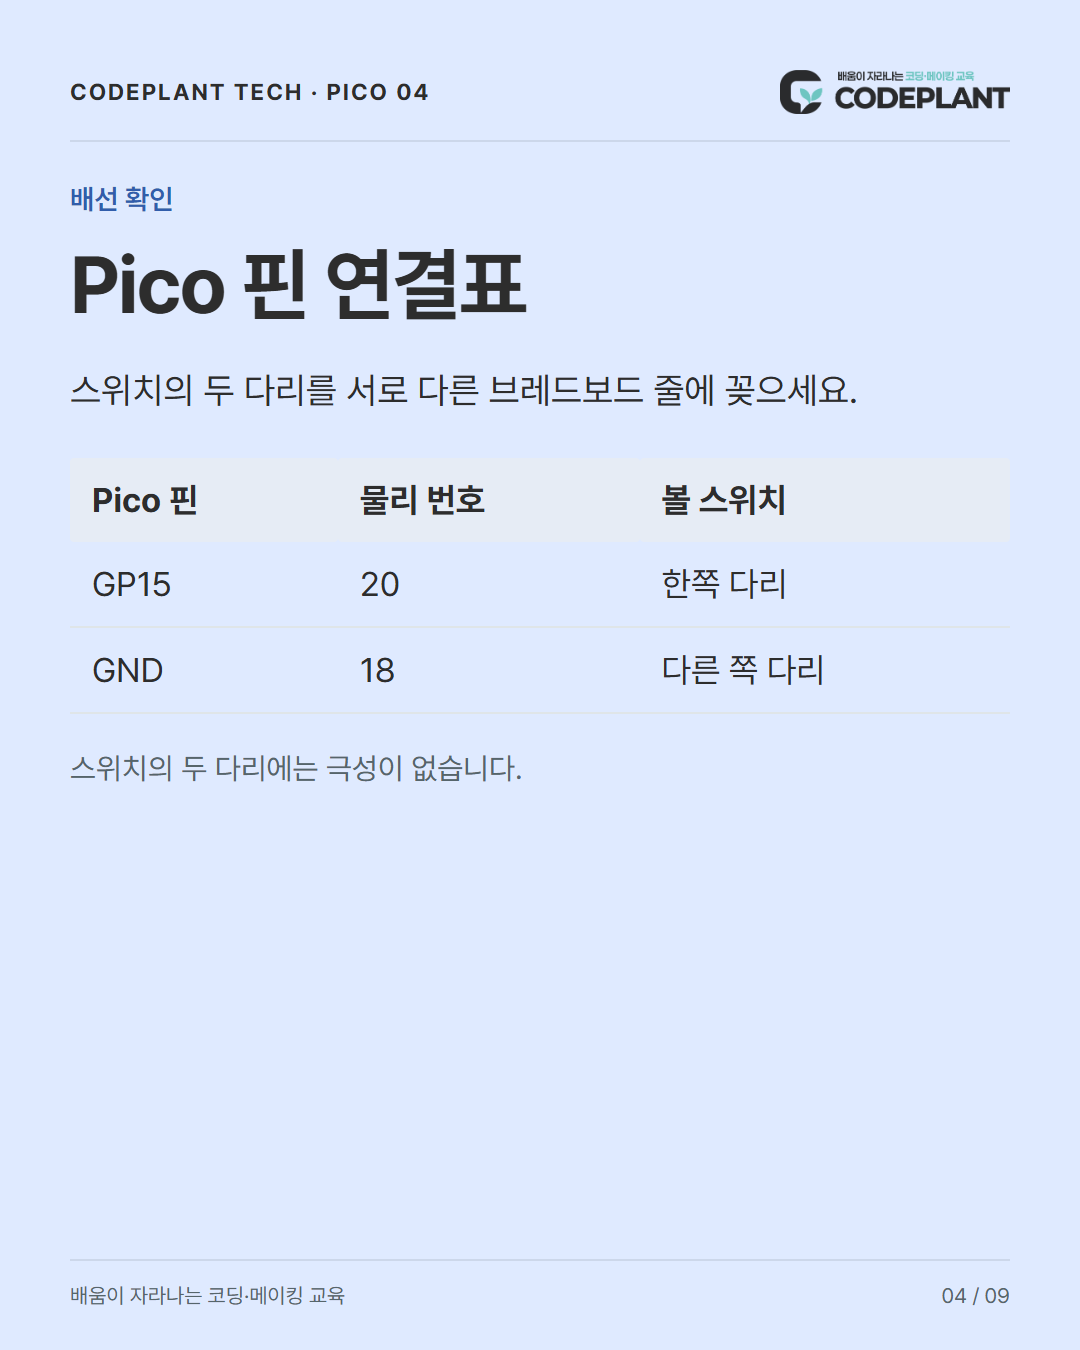 CODEPLANT TECH · PICO 04
배움이 자라나는 코딩·메이킹 교육
CODEPLANT
배선 확인
Pico 핀 연결표
스위치의 두 다리를 서로 다른 브레드보드 줄에 꽂으세요.
Pico 핀 물리 번호 볼 스위치
GP15 20 한쪽 다리
GND 18 다른 쪽 다리
스위치의 두 다리에는 극성이 없습니다.
배움이 자라나는 코딩·메이킹 교육 04 / 09